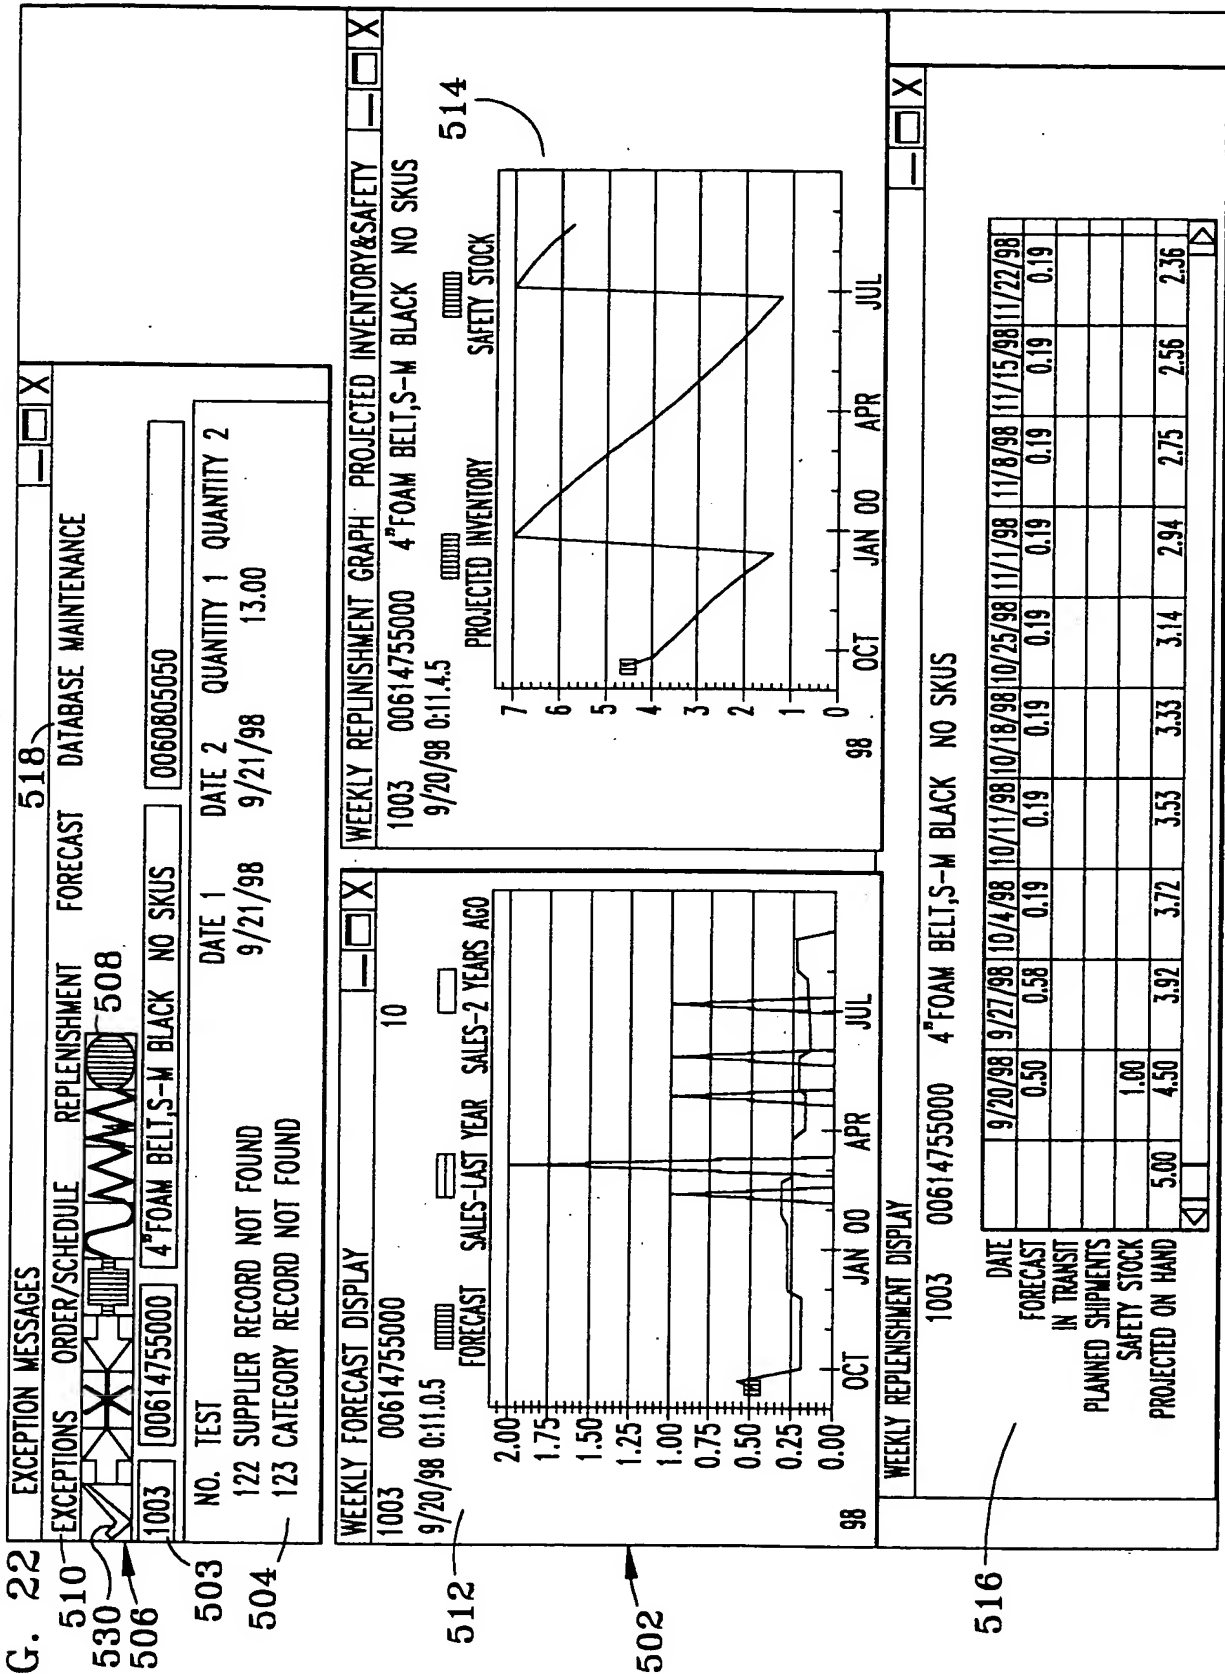 G. 22
518
EXCEPTION MESSAGES
510
EXCEPTIONS ORDER/SCHEDULE REPLENISHMENT FORECAST DATABASE MAINTENANCE
530
506
508
1003 00614755000 4"FOAM BELT,S-M BLACK NO SKUS 0060805050
503
NO. TEST DATE 1 DATE 2 QUANTITY 1 QUANTITY 2
122 SUPPLIER RECORD NOT FOUND 9/21/98 9/21/98 13.00
123 CATEGORY RECORD NOT FOUND
504
WEEKLY FORECAST DISPLAY
1003 00614755000 10
9/20/98 0:11.0.5
FORECAST SALES-LAST YEAR SALES-2 YEARS AGO
512
2.00
1.75
1.50
1.25
1.00
0.75
0.50
0.25
0.00
OCT JAN 00 APR JUL
98
502
WEEKLY REPLINISHMENT GRAPH PROJECTED INVENTORY&SAFETY
1003 00614755000 4"FOAM BELT,S-M BLACK NO SKUS
9/20/98 0:11.4.5
PROJECTED INVENTORY SAFETY STOCK
514
7
6
5
4
3
2
1
0
OCT JAN 00 APR JUL
98
WEEKLY REPLENISHMENT DISPLAY
1003 00614755000 4"FOAM BELT,S-M BLACK NO SKUS
DATE 9/20/98 9/27/98 10/4/98 10/11/98 10/18/98 10/25/98 11/1/98 11/8/98 11/15/98 11/22/98
FORECAST 0.50 0.58 0.19 0.19 0.19 0.19 0.19 0.19 0.19 0.19
IN TRANSIT
PLANNED SHIPMENTS
SAFETY STOCK 1.00
PROJECTED ON HAND 5.00 4.50 3.92 3.72 3.53 3.33 3.14 2.94 2.75 2.56 2.36
516